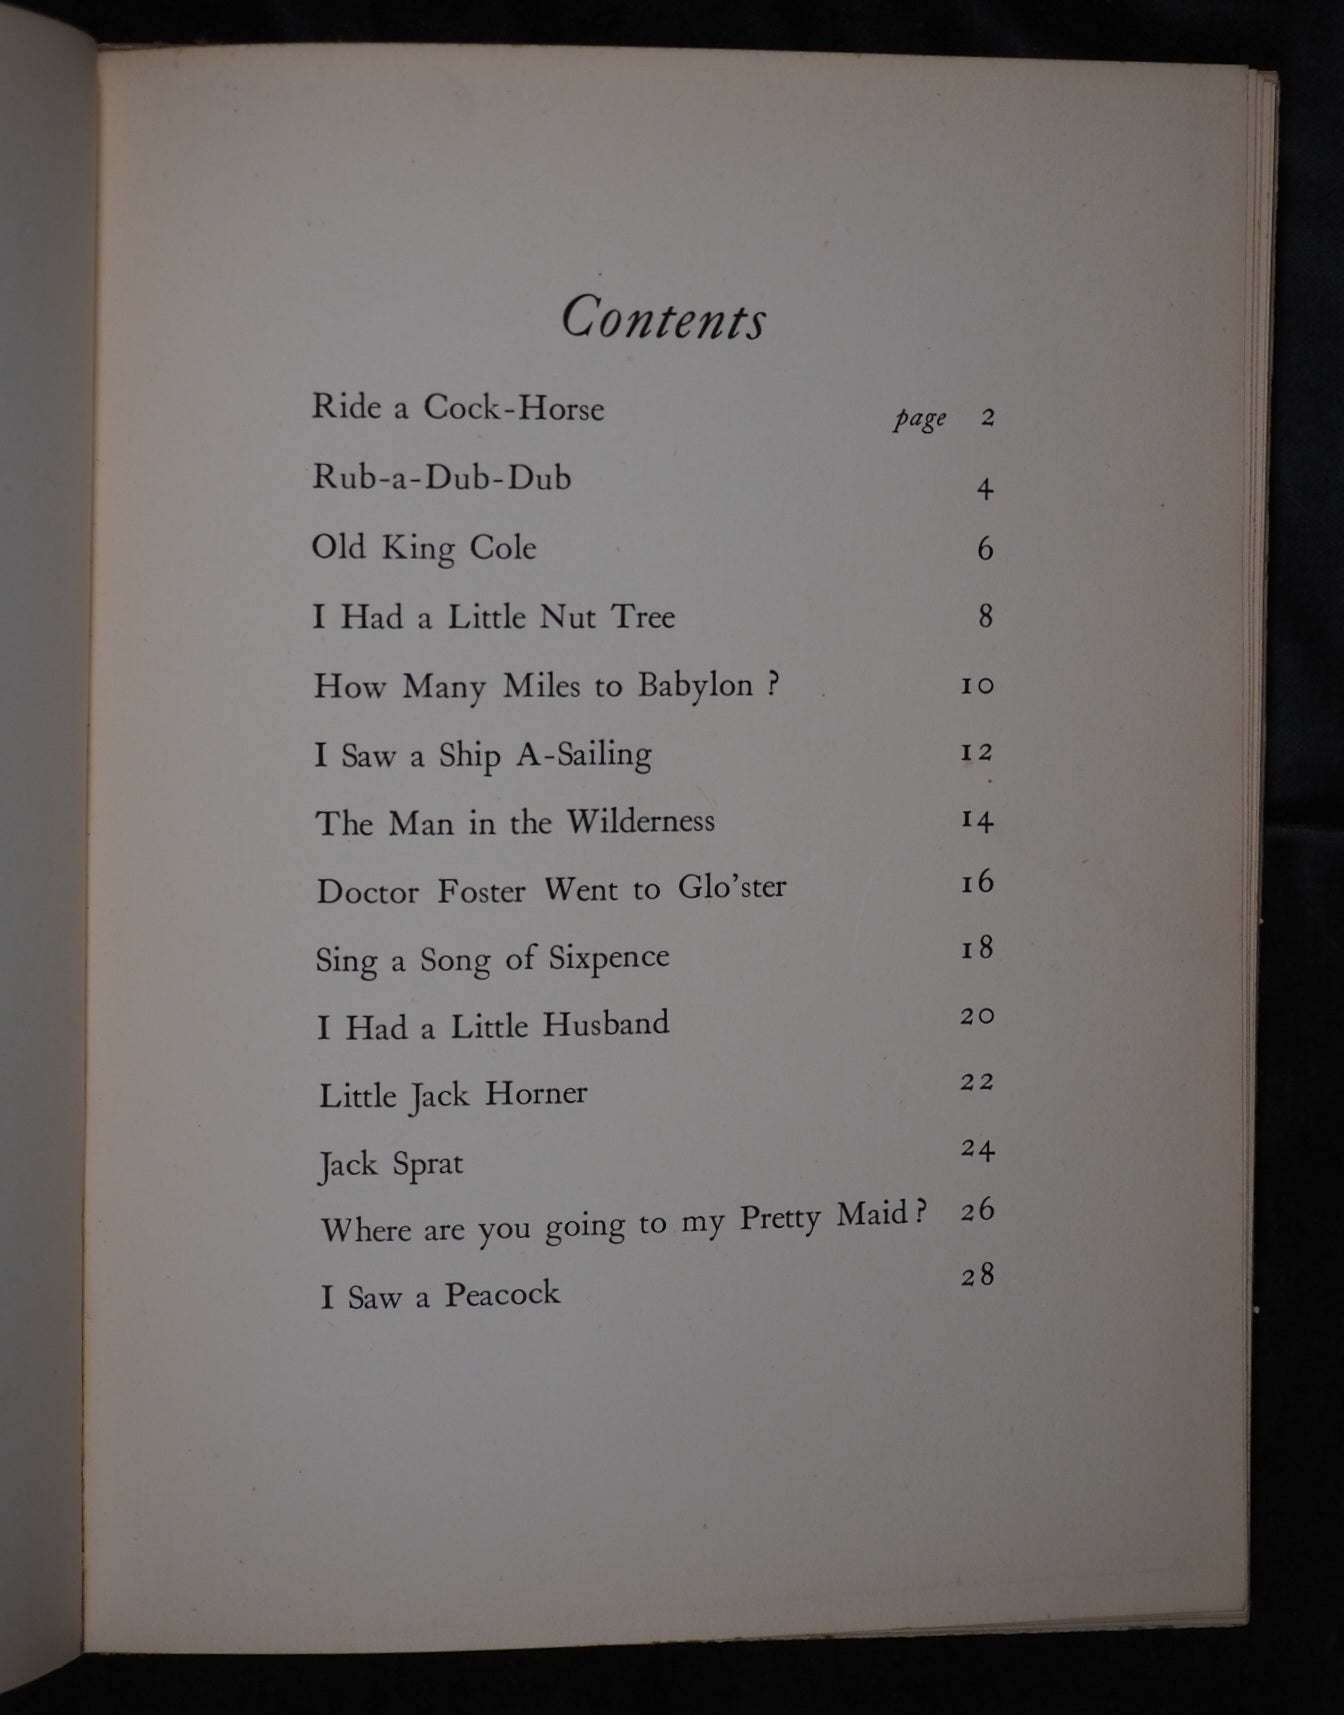 Contents
Ride a Cock-Horse page 2
Rub-a-Dub-Dub 4
Old King Cole 6
I Had a Little Nut Tree 8
How Many Miles to Babylon ? 10
I Saw a Ship A-Sailing 12
The Man in the Wilderness 14
Doctor Foster Went to Glo’ster 16
Sing a Song of Sixpence 18
I Had a Little Husband 20
Little Jack Horner 22
Jack Sprat 24
Where are you going to my Pretty Maid ? 26
I Saw a Peacock 28